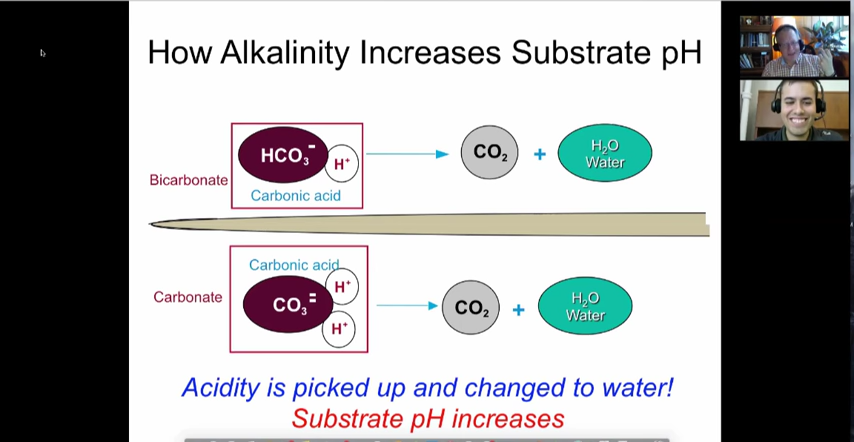 How Alkalinity Increases Substrate pH
HCO₃⁻
H⁺
Bicarbonate
Carbonic acid
CO₂
+
H₂O
Water
Carbonic acid
Carbonate
CO₃⁼
H⁺
H⁺
CO₂
+
H₂O
Water
Acidity is picked up and changed to water!
Substrate pH increases